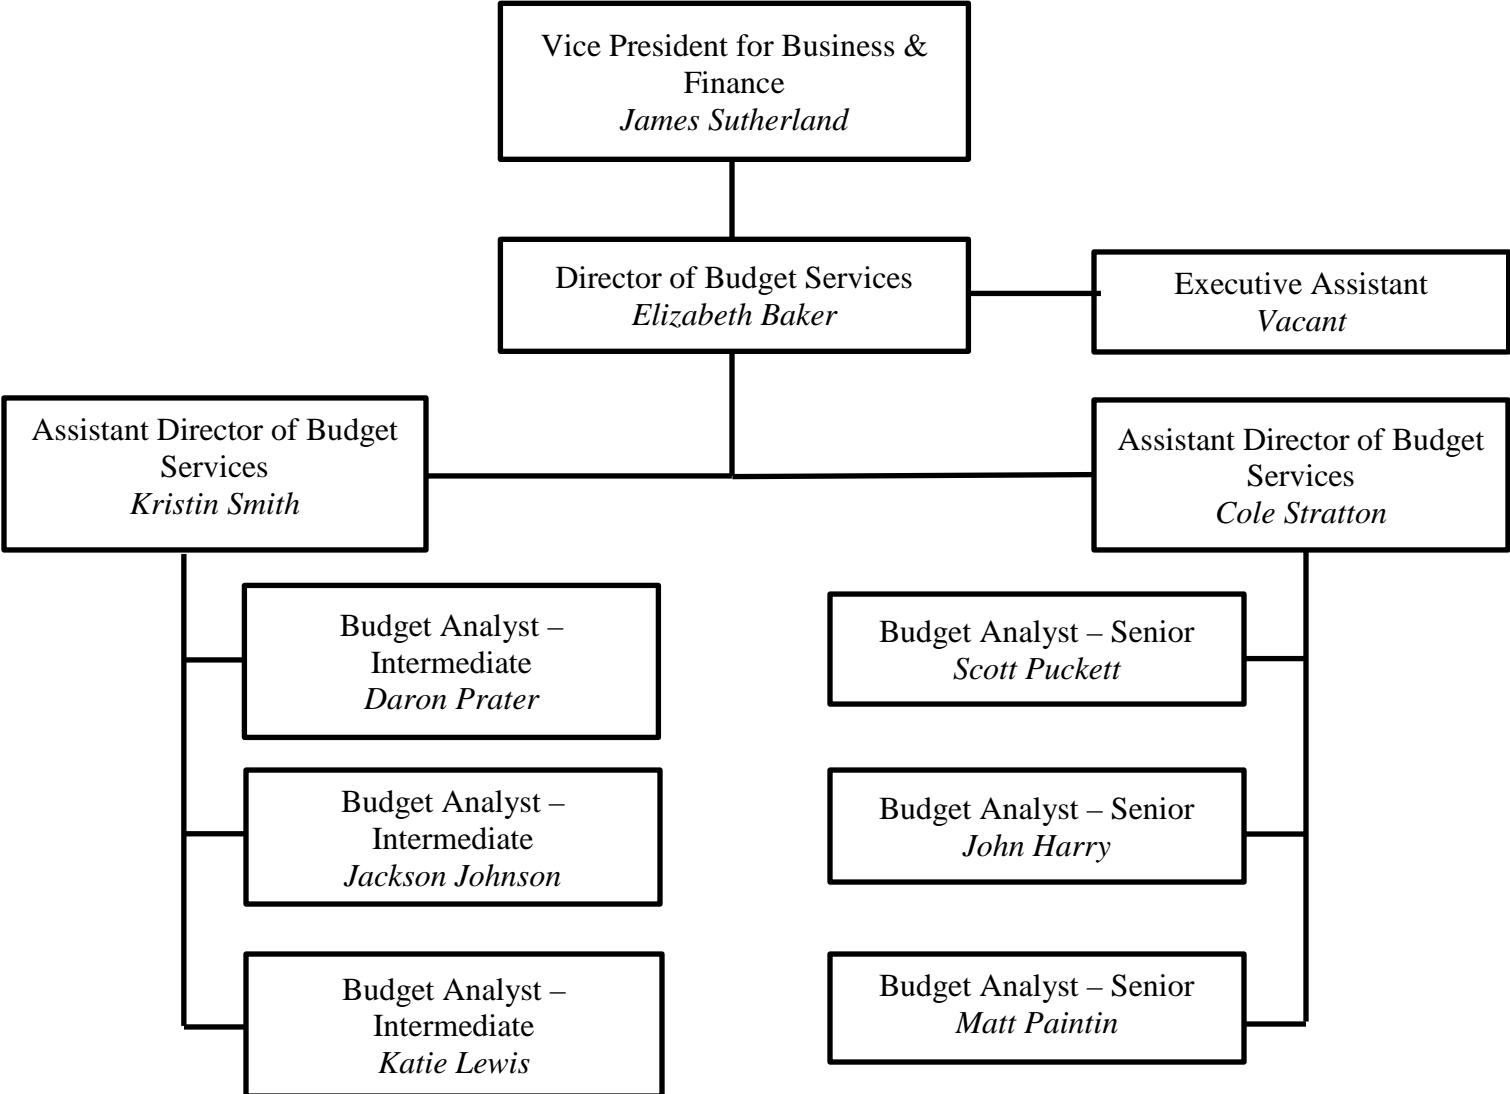 Vice President for Business &
Finance
James Sutherland
Director of Budget Services
Elizabeth Baker
Executive Assistant
Vacant
Assistant Director of Budget
Services
Kristin Smith
Assistant Director of Budget
Services
Cole Stratton
Budget Analyst –
Intermediate
Daron Prater
Budget Analyst – Senior
Scott Puckett
Budget Analyst –
Intermediate
Jackson Johnson
Budget Analyst – Senior
John Harry
Budget Analyst –
Intermediate
Katie Lewis
Budget Analyst – Senior
Matt Paintin